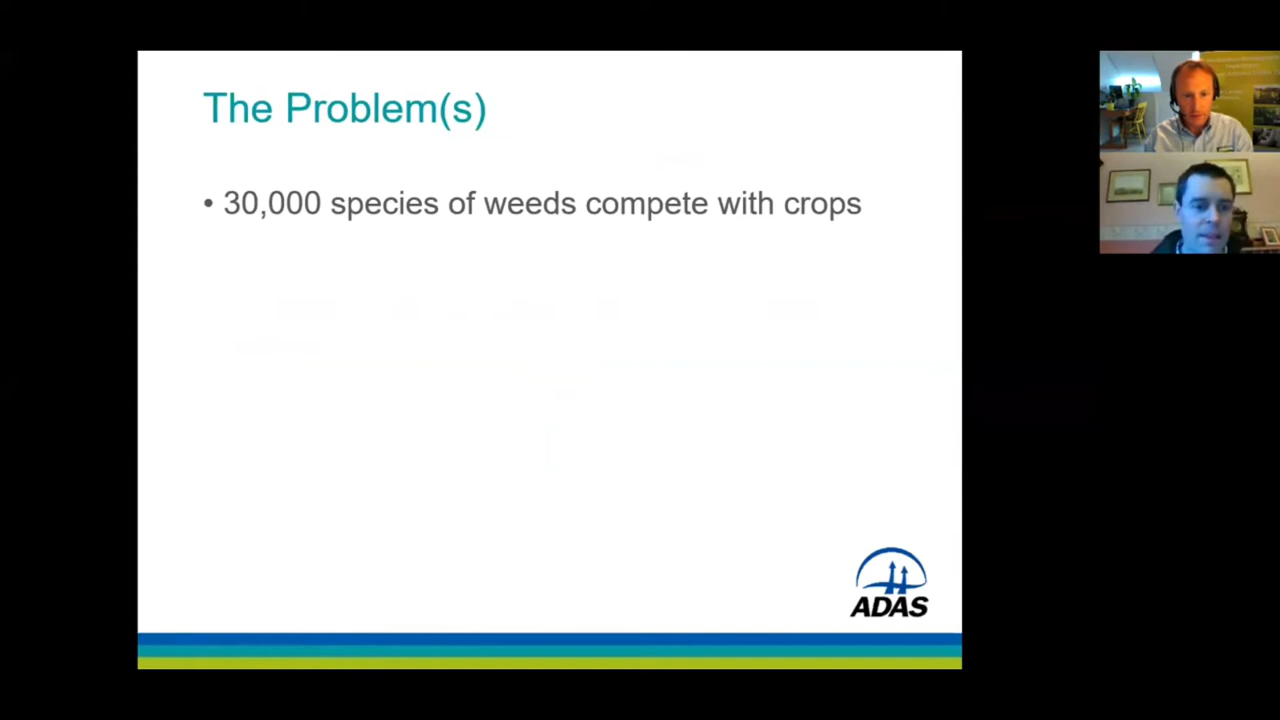 The Problem(s)
• 30,000 species of weeds compete with crops
ADAS